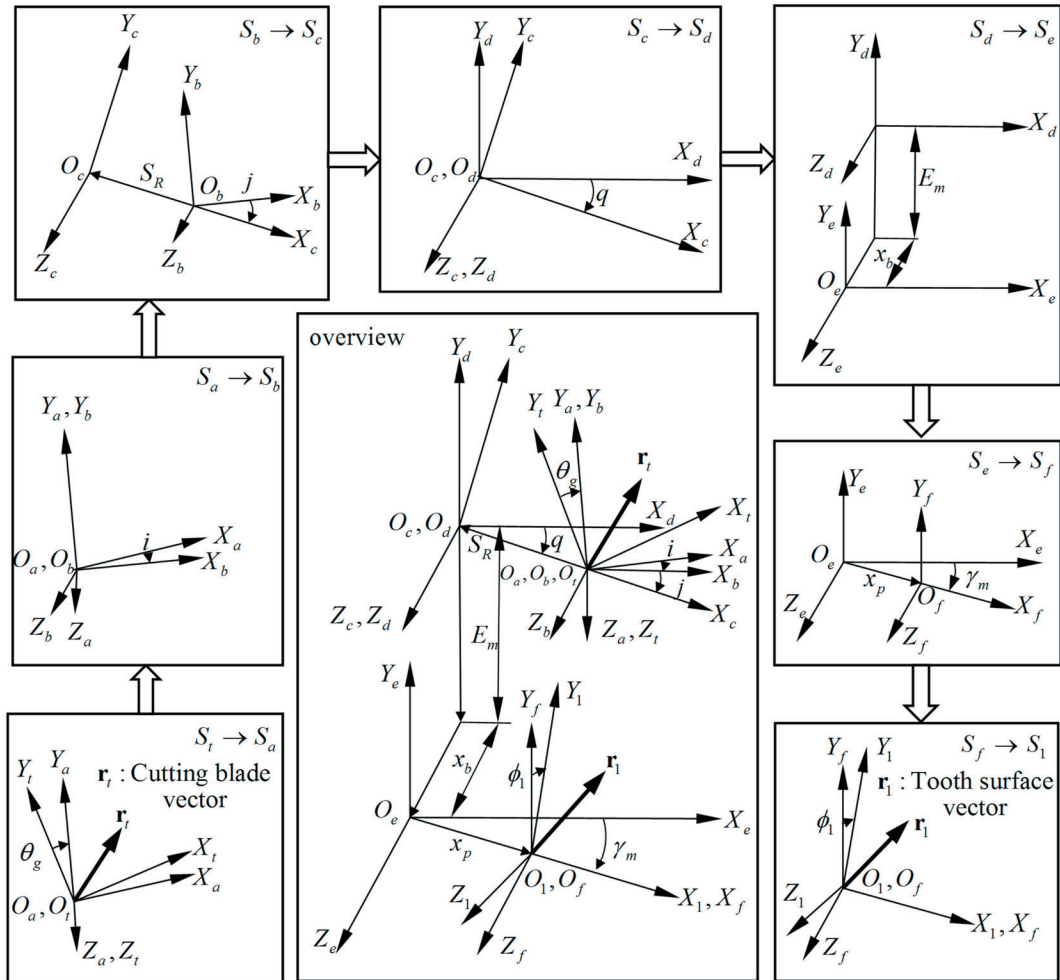 S_b → S_c
Y_c
Y_b
O_c
S_R
O_b
j
X_b
Z_c
Z_b
X_c
S_c → S_d
Y_d
Y_c
O_c, O_d
X_d
q
X_c
Z_c, Z_d
S_d → S_e
Y_d
X_d
Z_d
E_m
Y_e
x_b
O_e
X_e
Z_e
S_a → S_b
Y_a, Y_b
O_a, O_b
i
X_a
X_b
Z_b
Z_a
overview
Y_d
Y_c
Y_t
Y_a, Y_b
r_t
θ_g
O_c, O_d
X_d
X_t
S_R
q
i
X_a
O_a, O_b, O_t
X_b
j
X_c
Z_c, Z_d
E_m
Z_b
Z_a, Z_t
Y_e
Y_f
Y_1
x_b
ϕ_1
r_1
O_e
X_e
x_p
γ_m
Z_1
O_1, O_f
X_1, X_f
Z_e
Z_f
S_e → S_f
Y_e
Y_f
O_e
X_e
x_p
γ_m
Z_e
O_f
X_f
Z_f
S_t → S_a
Y_t
Y_a
r_t : Cutting blade
vector
r_t
θ_g
X_t
X_a
O_a, O_t
Z_a, Z_t
S_f → S_1
Y_f
Y_1
r_1 : Tooth surface
vector
ϕ_1
r_1
Z_1
O_1, O_f
X_1, X_f
Z_f